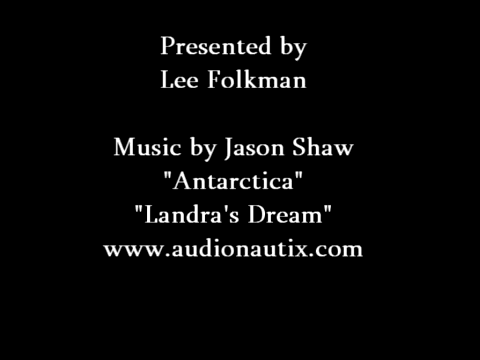 Presented by
Lee Folkman
Music by Jason Shaw
"Antarctica"
"Landra's Dream"
www.audionautix.com